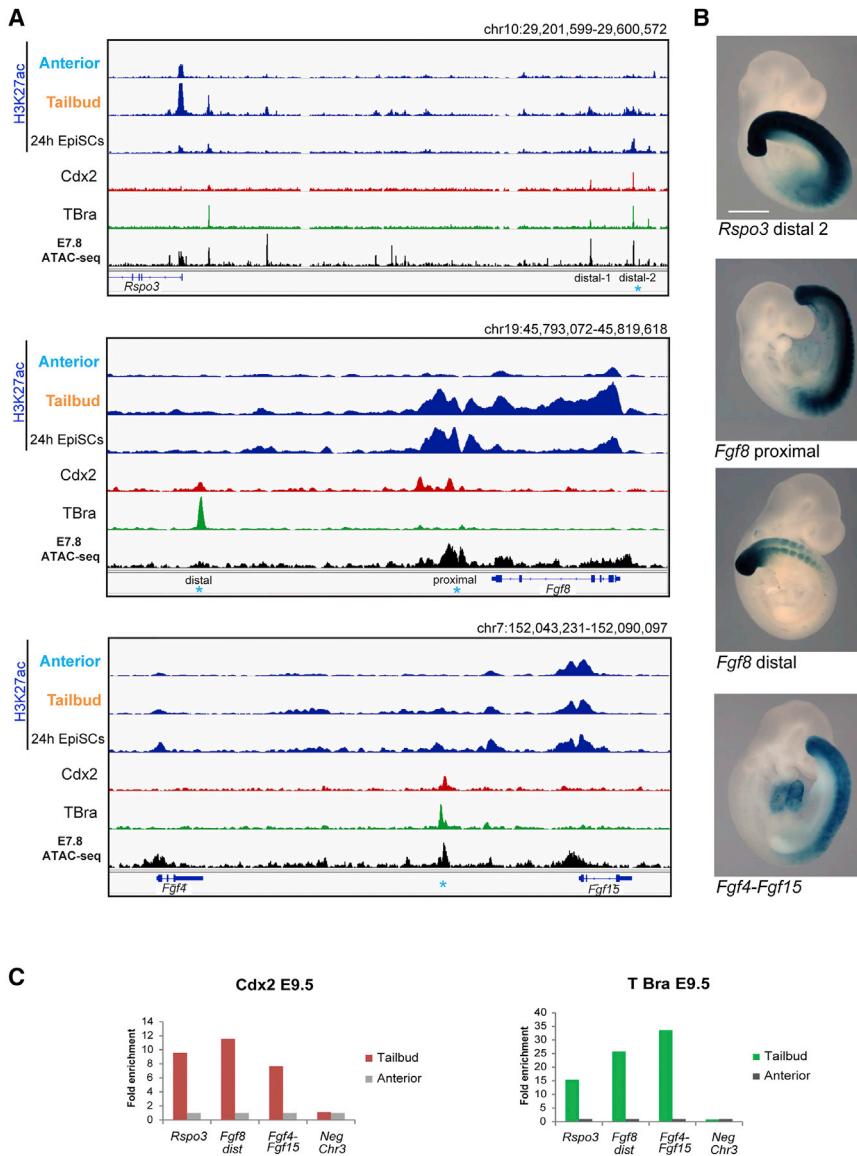 A
chr10:29,201,599-29,600,572
H3K27ac
Anterior
Tailbud
24h EpiSCs
Cdx2
TBra
E7.8
ATAC-seq
Rspo3
distal-1 distal-2
*
chr19:45,793,072-45,819,618
H3K27ac
Anterior
Tailbud
24h EpiSCs
Cdx2
TBra
E7.8
ATAC-seq
distal
*
proximal
*
Fgf8
chr7:152,043,231-152,090,097
H3K27ac
Anterior
Tailbud
24h EpiSCs
Cdx2
TBra
E7.8
ATAC-seq
Fgf4
*
Fgf15
B
Rspo3 distal 2
Fgf8 proximal
Fgf8 distal
Fgf4-Fgf15
C
Cdx2 E9.5
Fold enrichment
14
12
10
8
6
4
2
0
Rspo3
Fgf8
dist
Fgf4-
Fgf15
Neg
Chr3
Tailbud
Anterior
T Bra E9.5
Fold enrichment
40
35
30
25
20
15
10
5
0
Rspo3
Fgf8
dist
Fgf4-
Fgf15
Neg
Chr3
Tailbud
Anterior